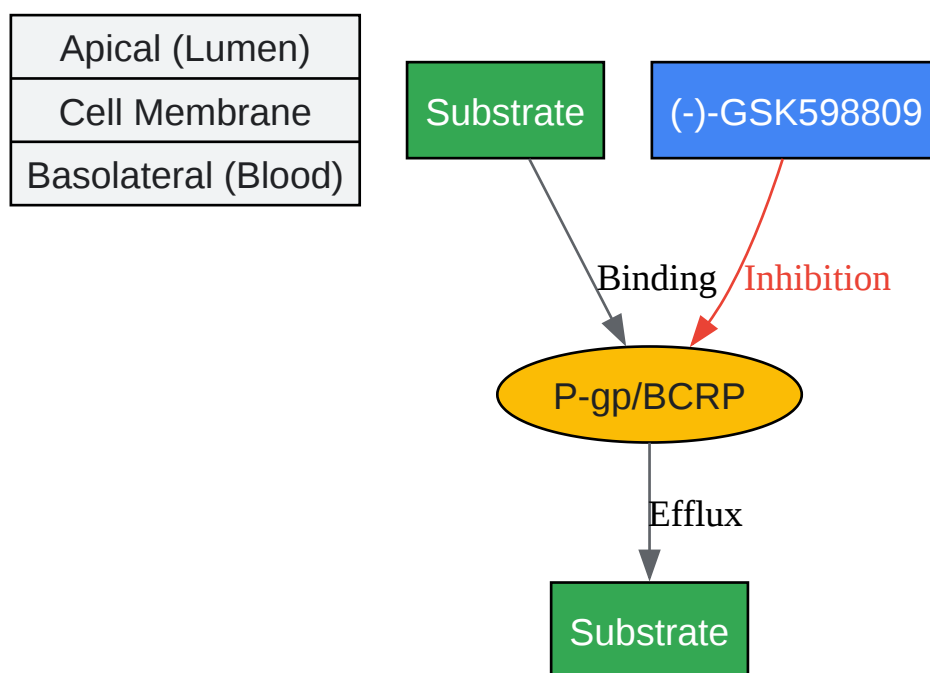 Apical (Lumen)
Cell Membrane
Basolateral (Blood)
Substrate
(-)-GSK598809
Binding
Inhibition
P-gp/BCRP
Efflux
Substrate